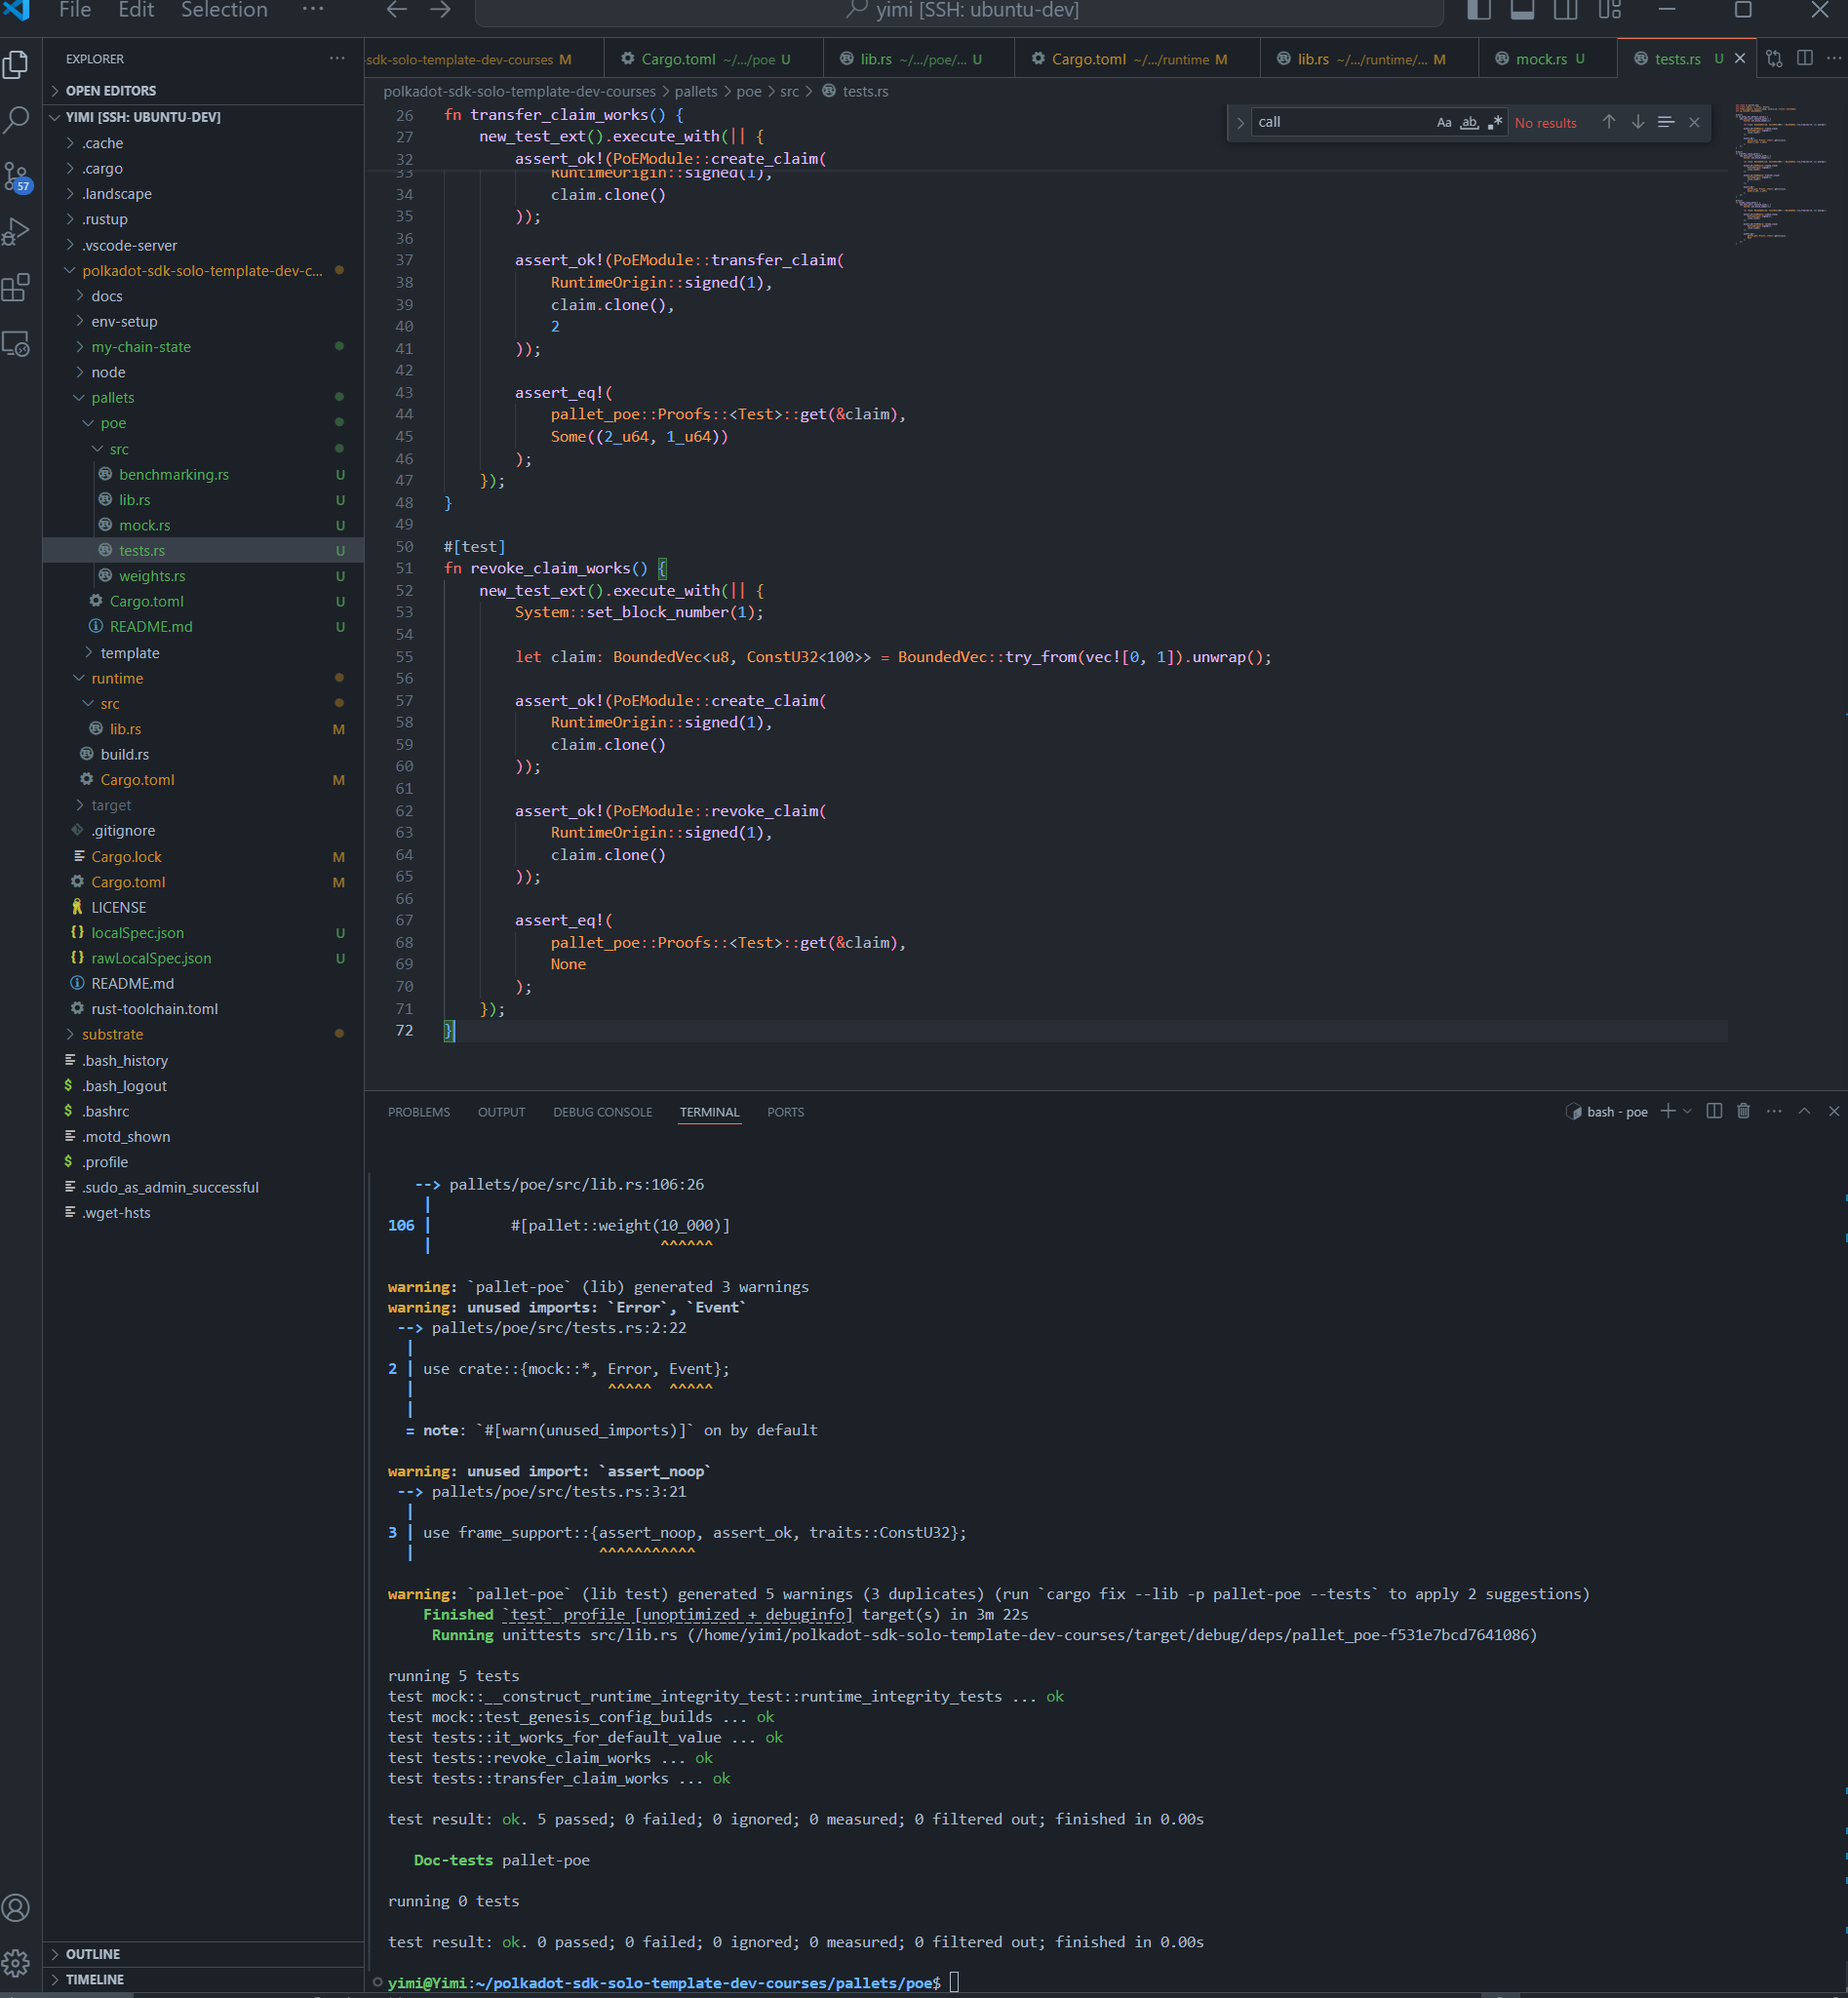 File Edit Selection ···
yimi [SSH: ubuntu-dev]
EXPLORER
OPEN EDITORS
YIMI [SSH: UBUNTU-DEV]
.cache
.cargo
.landscape
.rustup
.vscode-server
polkadot-sdk-solo-template-dev-c...
docs
env-setup
my-chain-state
node
pallets
poe
src
benchmarking.rs U
lib.rs U
mock.rs U
tests.rs U
weights.rs U
Cargo.toml U
README.md U
template
runtime
src
lib.rs M
build.rs
Cargo.toml M
target
.gitignore
Cargo.lock M
Cargo.toml M
LICENSE
localSpec.json U
rawLocalSpec.json U
README.md
rust-toolchain.toml
substrate
.bash_history
.bash_logout
.bashrc
.motd_shown
.profile
.sudo_as_admin_successful
.wget-hsts
OUTLINE
TIMELINE
57
-sdk-solo-template-dev-courses M
Cargo.toml ~/.../poe U
lib.rs ~/.../poe/... U
Cargo.toml ~/.../runtime M
lib.rs ~/.../runtime/... M
mock.rs U
tests.rs U
polkadot-sdk-solo-template-dev-courses > pallets > poe > src > tests.rs
call Aa ab No results
26 fn transfer_claim_works() {
27 new_test_ext().execute_with(|| {
32 assert_ok!(PoEModule::create_claim(
33 RuntimeOrigin::signed(1),
34 claim.clone()
35 ));
36
37 assert_ok!(PoEModule::transfer_claim(
38 RuntimeOrigin::signed(1),
39 claim.clone(),
40 2
41 ));
42
43 assert_eq!(
44 pallet_poe::Proofs::<Test>::get(&claim),
45 Some((2_u64, 1_u64))
46 );
47 });
48 }
49
50 #[test]
51 fn revoke_claim_works() {
52 new_test_ext().execute_with(|| {
53 System::set_block_number(1);
54
55 let claim: BoundedVec<u8, ConstU32<100>> = BoundedVec::try_from(vec![0, 1]).unwrap();
56
57 assert_ok!(PoEModule::create_claim(
58 RuntimeOrigin::signed(1),
59 claim.clone()
60 ));
61
62 assert_ok!(PoEModule::revoke_claim(
63 RuntimeOrigin::signed(1),
64 claim.clone()
65 ));
66
67 assert_eq!(
68 pallet_poe::Proofs::<Test>::get(&claim),
69 None
70 );
71 });
72 }
PROBLEMS OUTPUT DEBUG CONSOLE TERMINAL PORTS
bash - poe
--> pallets/poe/src/lib.rs:106:26
|
106 | #[pallet::weight(10_000)]
| ^^^^^^
warning: `pallet-poe` (lib) generated 3 warnings
warning: unused imports: `Error`, `Event`
--> pallets/poe/src/tests.rs:2:22
|
2 | use crate::{mock::*, Error, Event};
| ^^^^^ ^^^^^
|
= note: `#[warn(unused_imports)]` on by default
warning: unused import: `assert_noop`
--> pallets/poe/src/tests.rs:3:21
|
3 | use frame_support::{assert_noop, assert_ok, traits::ConstU32};
| ^^^^^^^^^^^
warning: `pallet-poe` (lib test) generated 5 warnings (3 duplicates) (run `cargo fix --lib -p pallet-poe --tests` to apply 2 suggestions)
Finished `test` profile [unoptimized + debuginfo] target(s) in 3m 22s
Running unittests src/lib.rs (/home/yimi/polkadot-sdk-solo-template-dev-courses/target/debug/deps/pallet_poe-f531e7bcd7641086)
running 5 tests
test mock::__construct_runtime_integrity_test::runtime_integrity_tests ... ok
test mock::test_genesis_config_builds ... ok
test tests::it_works_for_default_value ... ok
test tests::revoke_claim_works ... ok
test tests::transfer_claim_works ... ok
test result: ok. 5 passed; 0 failed; 0 ignored; 0 measured; 0 filtered out; finished in 0.00s
Doc-tests pallet-poe
running 0 tests
test result: ok. 0 passed; 0 failed; 0 ignored; 0 measured; 0 filtered out; finished in 0.00s
yimi@Yimi:~/polkadot-sdk-solo-template-dev-courses/pallets/poe$